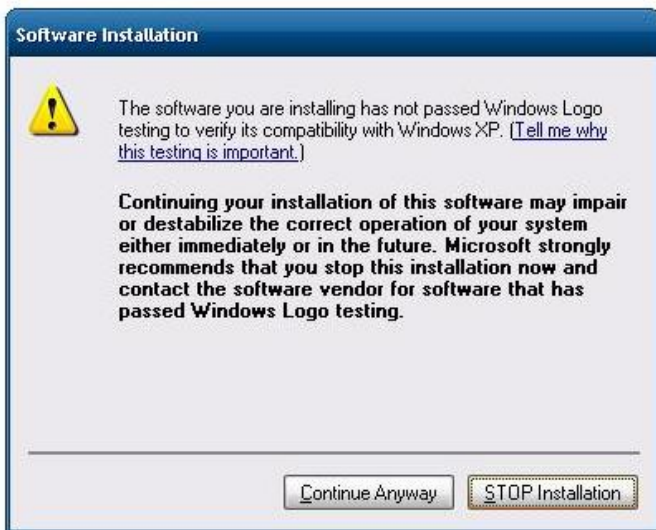 Software Installation
The software you are installing has not passed Windows Logo
testing to verify its compatibility with Windows XP. (Tell me why
this testing is important.)
Continuing your installation of this software may impair
or destabilize the correct operation of your system
either immediately or in the future. Microsoft strongly
recommends that you stop this installation now and
contact the software vendor for software that has
passed Windows Logo testing.
Continue Anyway
STOP Installation